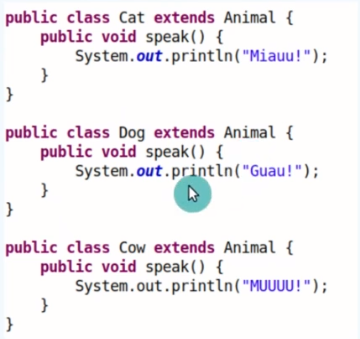 public class Cat extends Animal {
    public void speak() {
        System.out.println("Miauu!");
    }
}
public class Dog extends Animal {
    public void speak() {
        System.out.println("Guau!");
    }
}
public class Cow extends Animal {
    public void speak() {
        System.out.println("MUUUU!");
    }
}